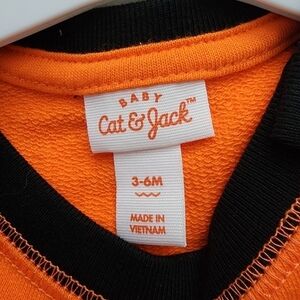 BABY
Cat & Jack™
3-6M
MADE IN
VIETNAM